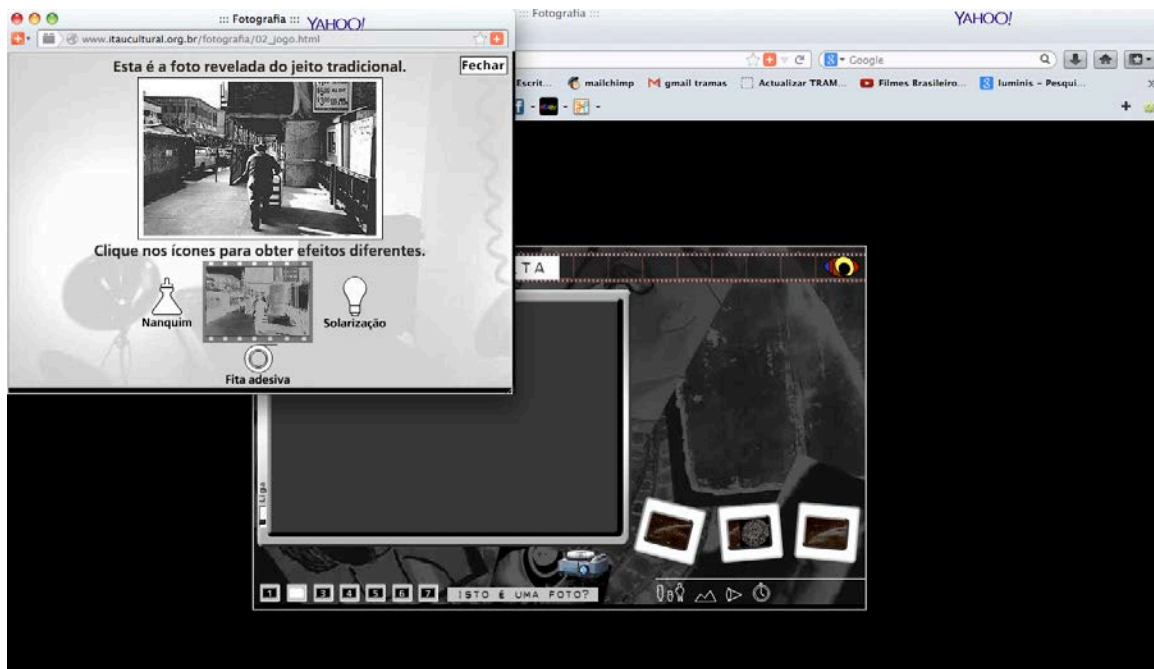 ::: Fotografia :::
YAHOO!
www.itaucultural.org.br/fotografia/02_jogo.html
Esta é a foto revelada do jeito tradicional.
Fechar
Clique nos ícones para obter efeitos diferentes.
Nanquim
Solarização
Fita adesiva
::: Fotografia :::
YAHOO!
Google
Escrit... mailchimp gmail tramas Actualizar TRAM... Filmes Brasileiro... luminis - Pesqui...
LTA
Liga
1 3 4 5 6 7
ISTO É UMA FOTO?